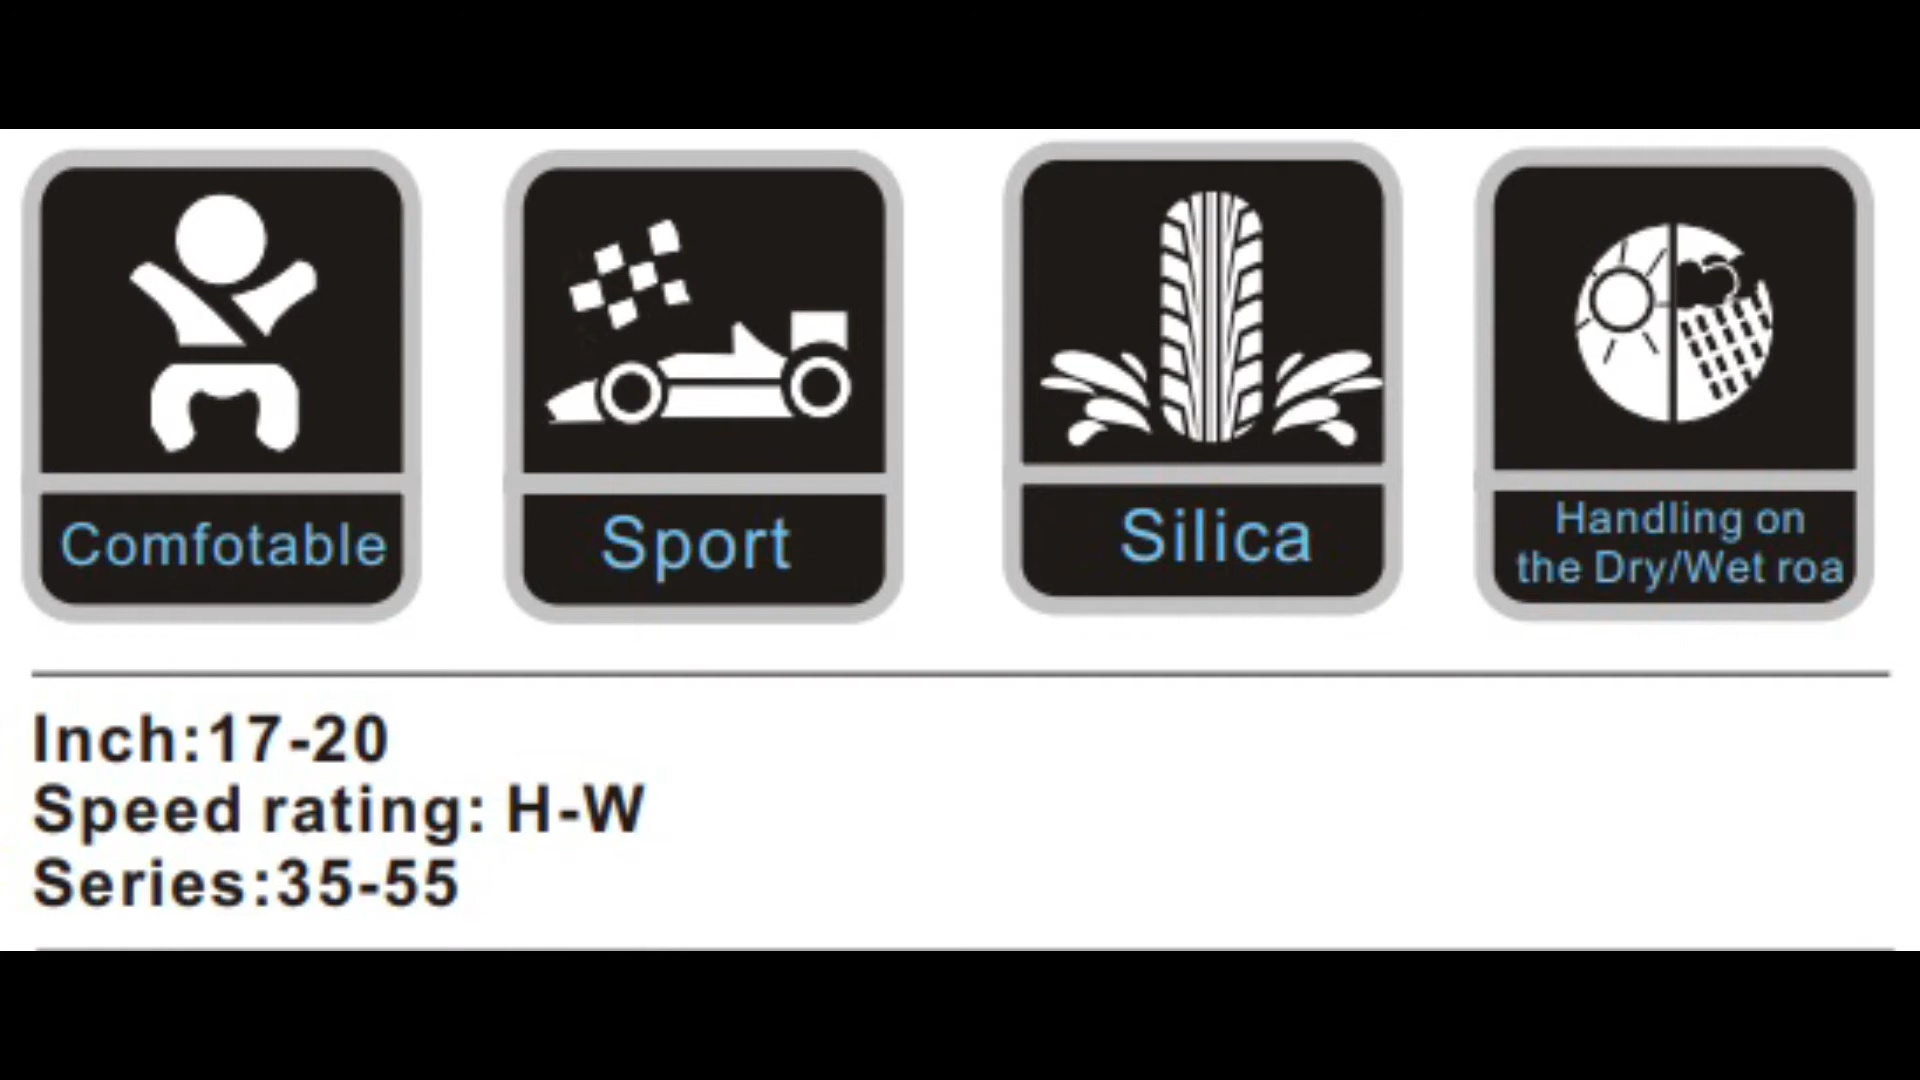 Comfotable
Sport
Silica
Handling on
the Dry/Wet roa
Inch:17-20
Speed rating: H-W
Series:35-55